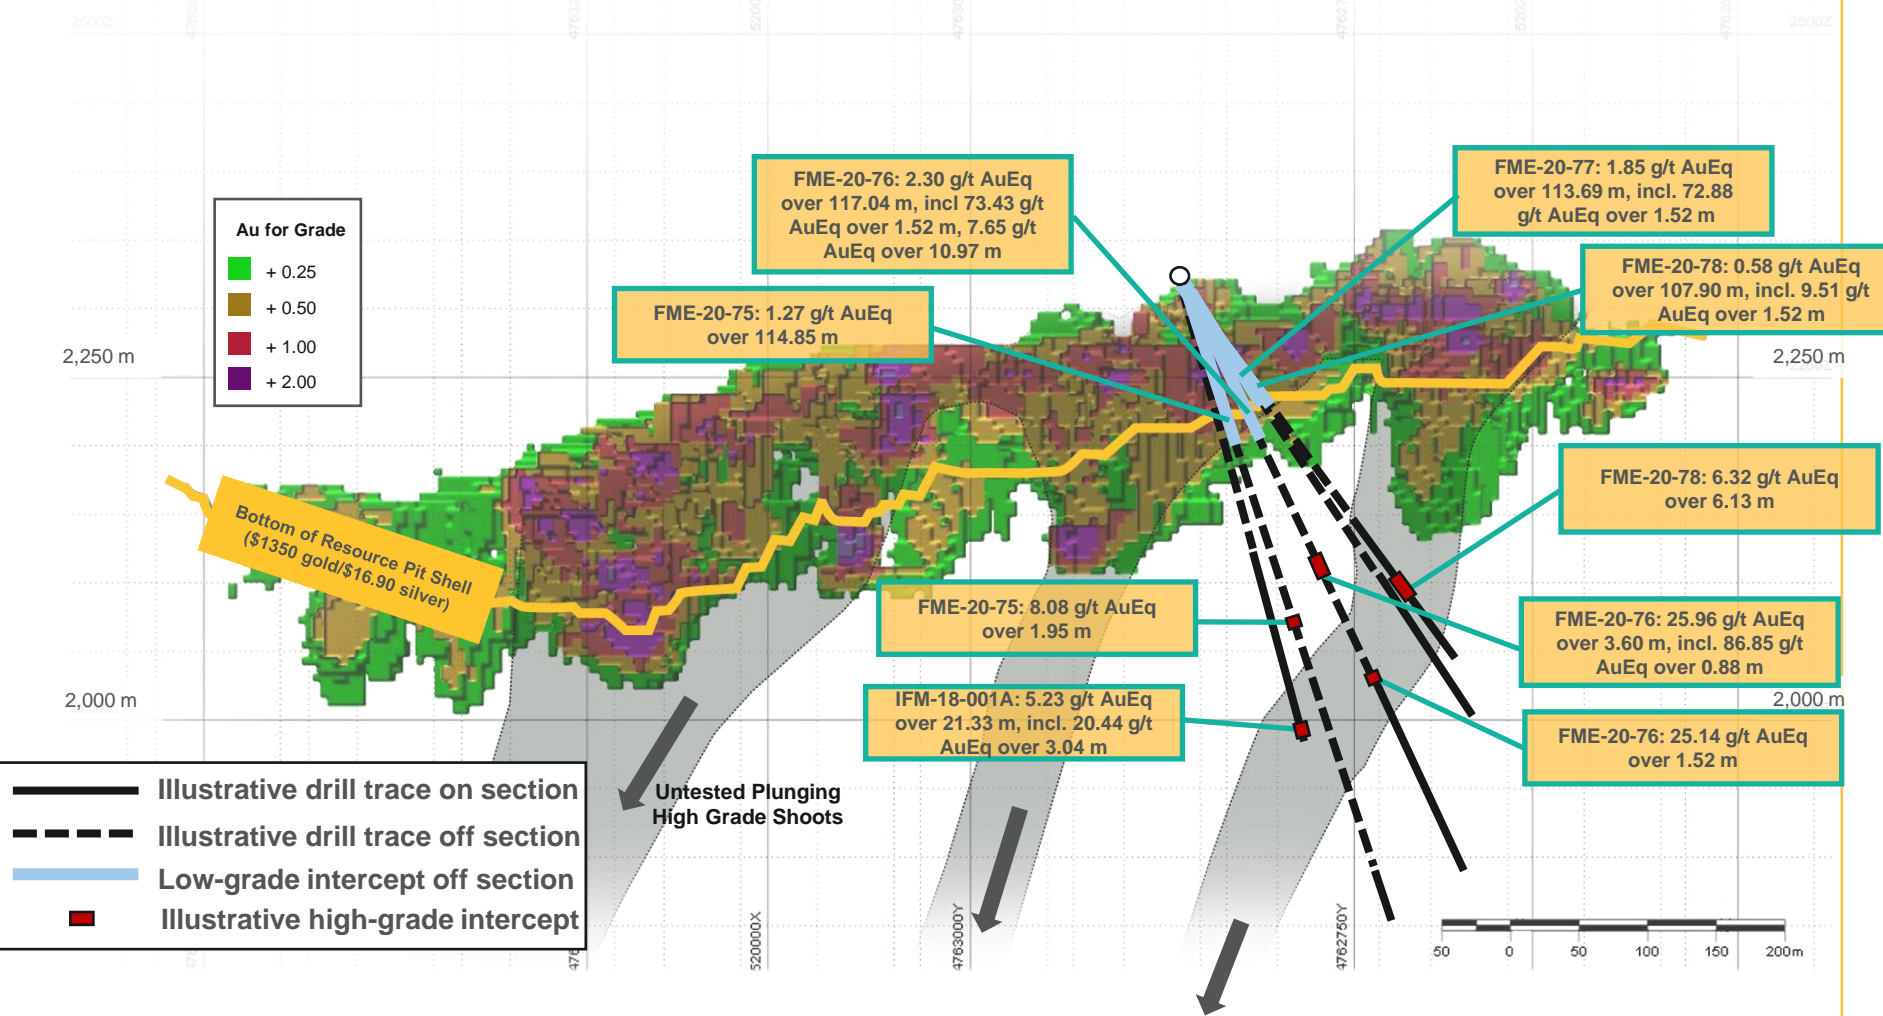 2500Z
2500Z
FME-20-76: 2.30 g/t AuEq
over 117.04 m, incl 73.43 g/t
AuEq over 1.52 m, 7.65 g/t
AuEq over 10.97 m
FME-20-77: 1.85 g/t AuEq
over 113.69 m, incl. 72.88
g/t AuEq over 1.52 m
Au for Grade
+ 0.25
+ 0.50
+ 1.00
+ 2.00
FME-20-78: 0.58 g/t AuEq
over 107.90 m, incl. 9.51 g/t
AuEq over 1.52 m
FME-20-75: 1.27 g/t AuEq
over 114.85 m
2,250 m
2,250 m
2250Z
FME-20-78: 6.32 g/t AuEq
over 6.13 m
Bottom of Resource Pit Shell
($1350 gold/$16.90 silver)
FME-20-75: 8.08 g/t AuEq
over 1.95 m
FME-20-76: 25.96 g/t AuEq
over 3.60 m, incl. 86.85 g/t
AuEq over 0.88 m
2,000 m
2,000 m
IFM-18-001A: 5.23 g/t AuEq
over 21.33 m, incl. 20.44 g/t
AuEq over 3.04 m
FME-20-76: 25.14 g/t AuEq
over 1.52 m
Untested Plunging
High Grade Shoots
Illustrative drill trace on section
Illustrative drill trace off section
Low-grade intercept off section
Illustrative high-grade intercept
520000X
4763000Y
4762750Y
50 0 50 100 150 200m